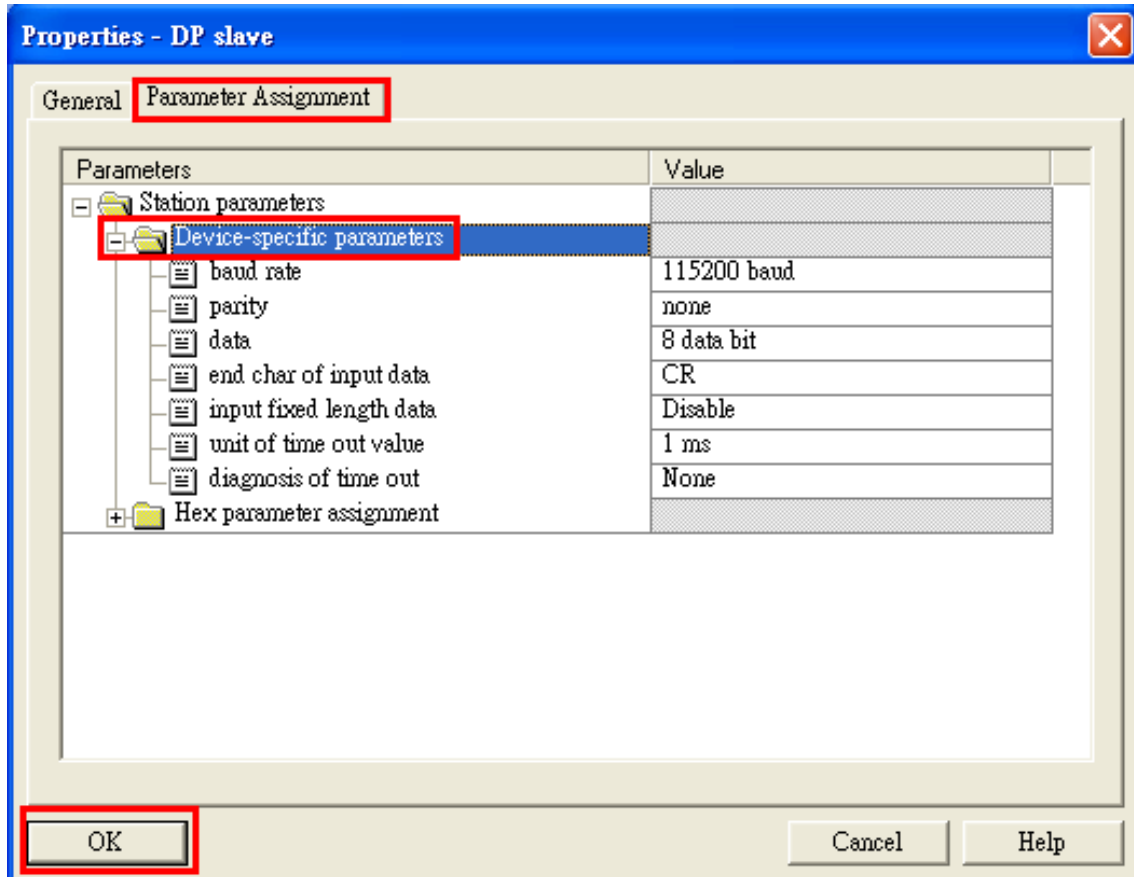 Properties - DP slave
General Parameter Assignment
Parameters Value
Station parameters
Device-specific parameters
baud rate 115200 baud
parity none
data 8 data bit
end char of input data CR
input fixed length data Disable
unit of time out value 1 ms
diagnosis of time out None
Hex parameter assignment
OK Cancel Help